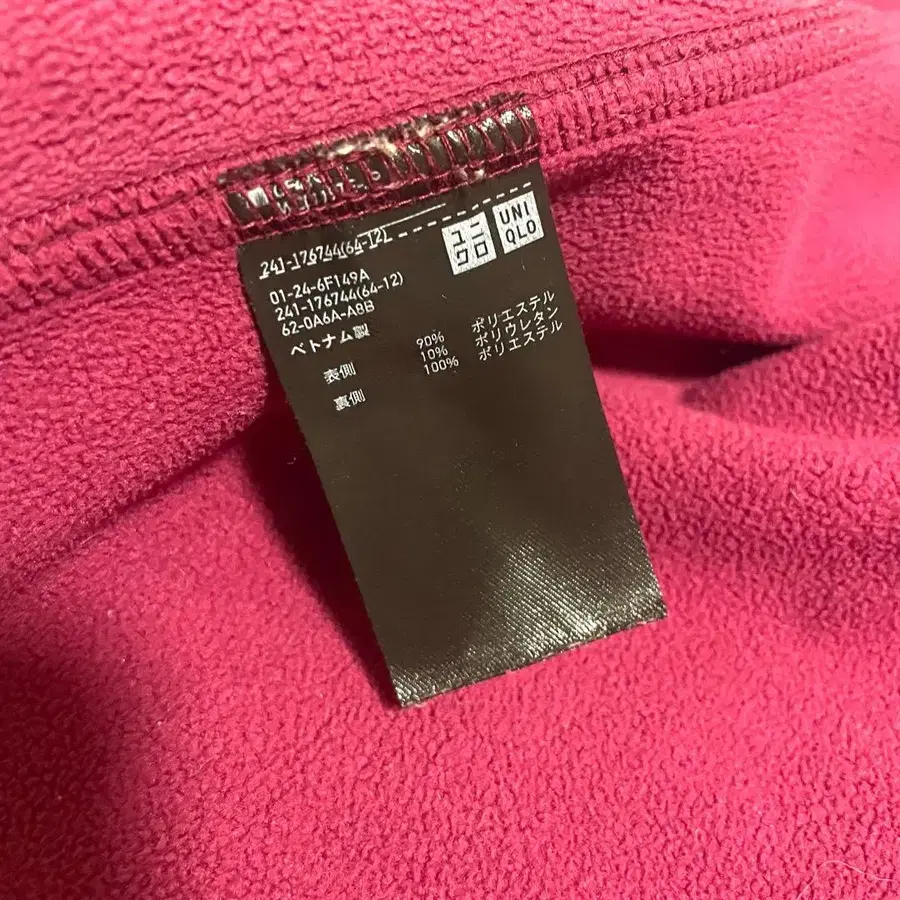 241-176744(64-12)
ユニ
クロ
UNI
QLO
01-24-6F149A
241-176744(64-12)
62-0A6A-A8B
ベトナム製
表側 90% ポリエステル
10% ポリウレタン
裏側 100% ポリエステル